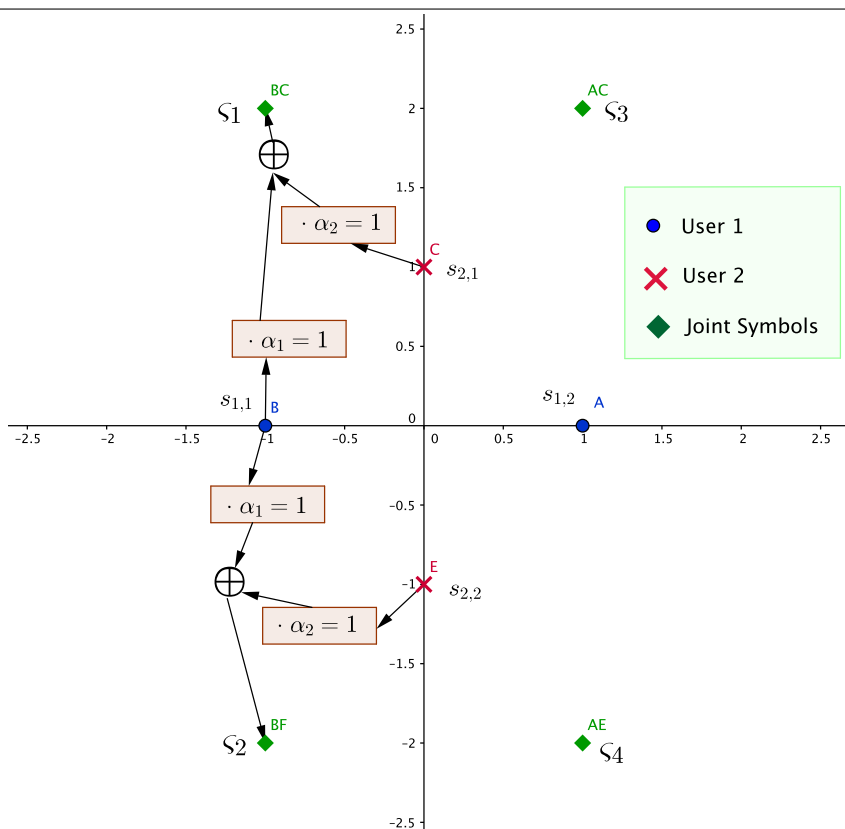 2.5
BC
AC
ς1
2
ς3
1.5
· α₂ = 1
User 1
C
1
s₂,₁
User 2
Joint Symbols
· α₁ = 1
0.5
s₁,₁
B
s₁,₂
A
0
-2.5 -2 -1.5 -1 -0.5 0 0.5 1 1.5 2 2.5
· α₁ = 1
-0.5
E
-1
s₂,₂
· α₂ = 1
-1.5
BF
AE
ς2
-2
ς4
-2.5